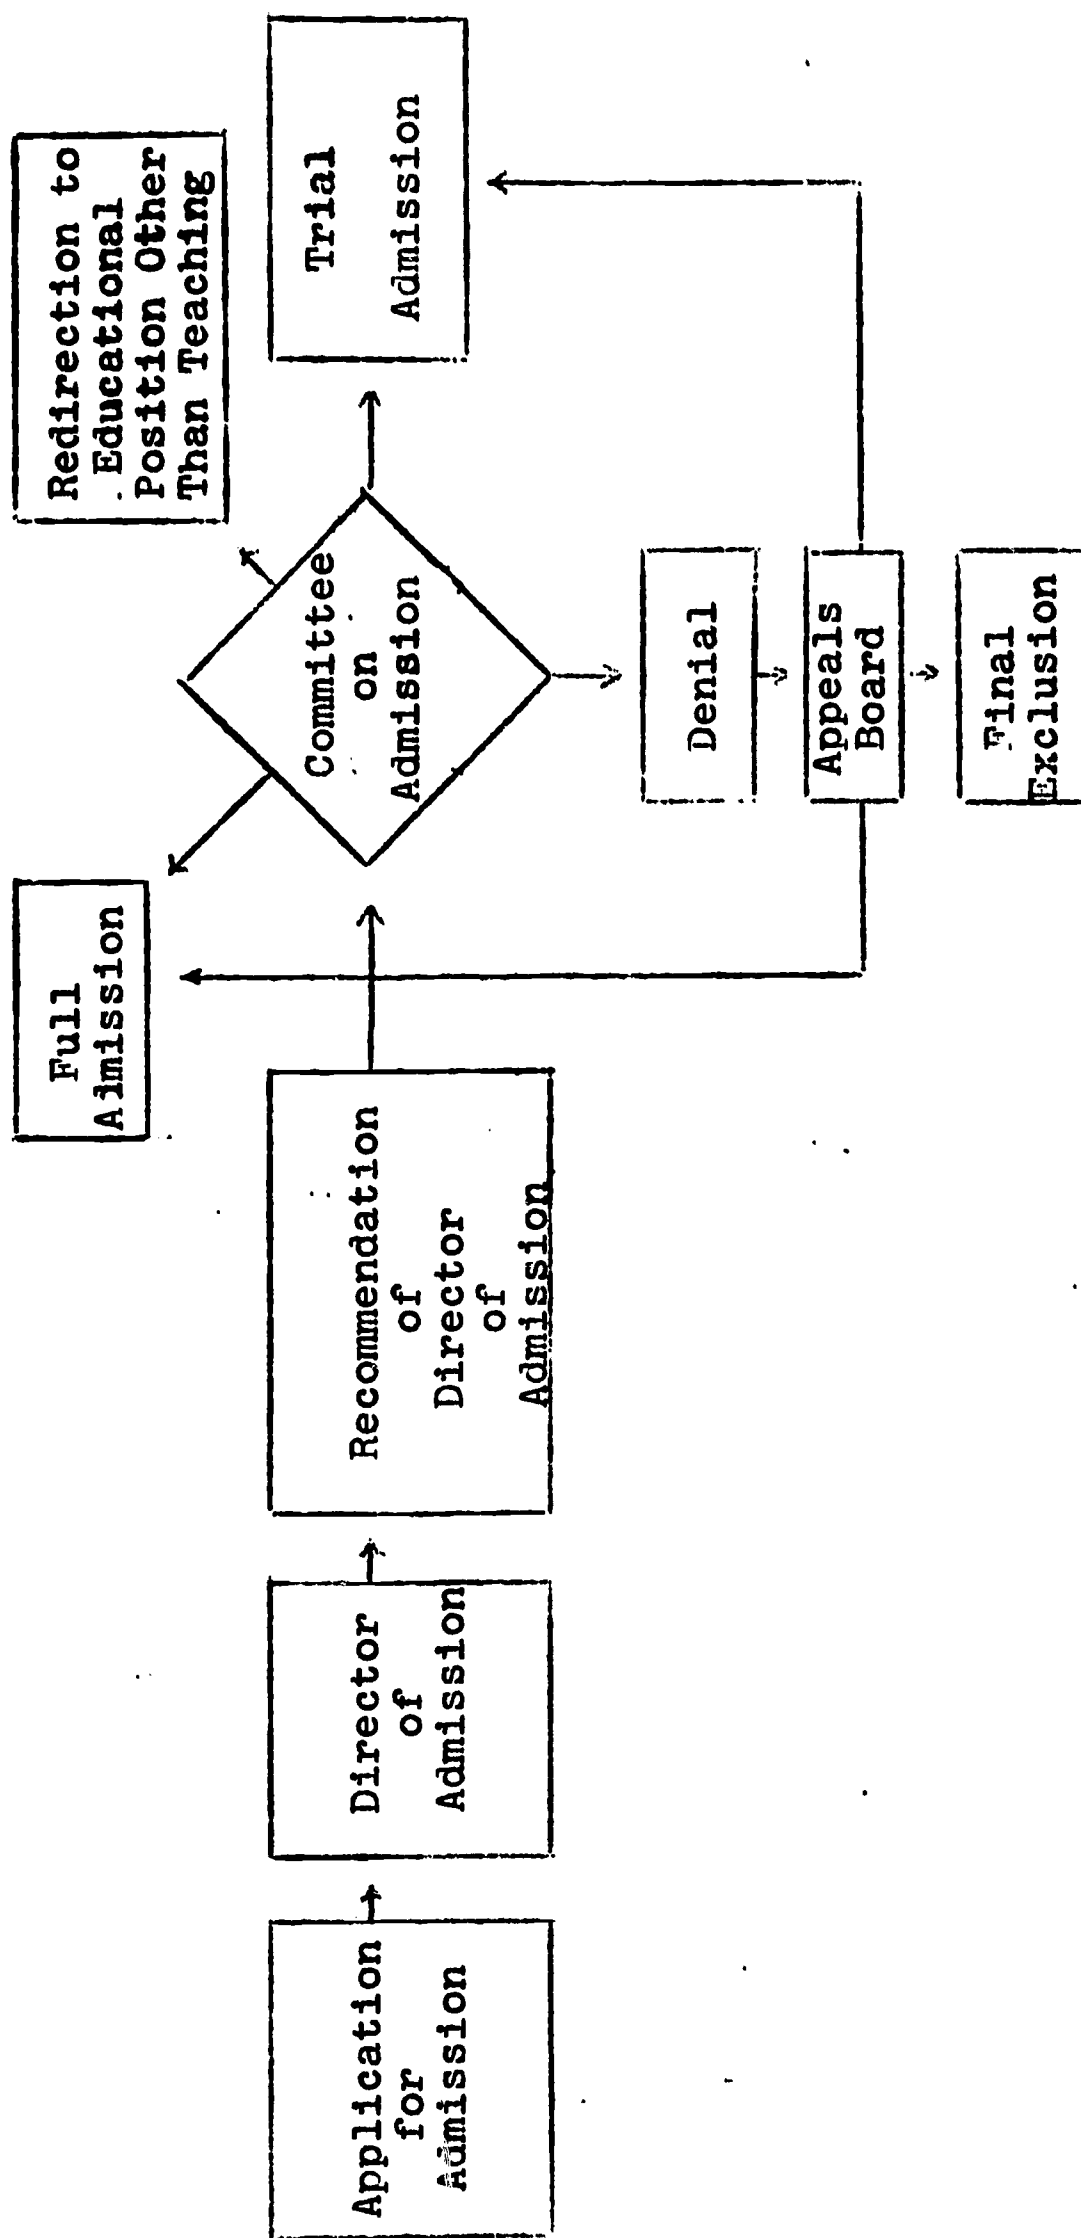 Application
for
Admission
Director
of
Admission
Recommendation
of
Director
of
Admission
Full
Aimission
Committee
on
Admission
Redirection to
Educational
Position Other
Than Teaching
Trial
Admission
Denial
Appeals
Board
Final
Exclusion